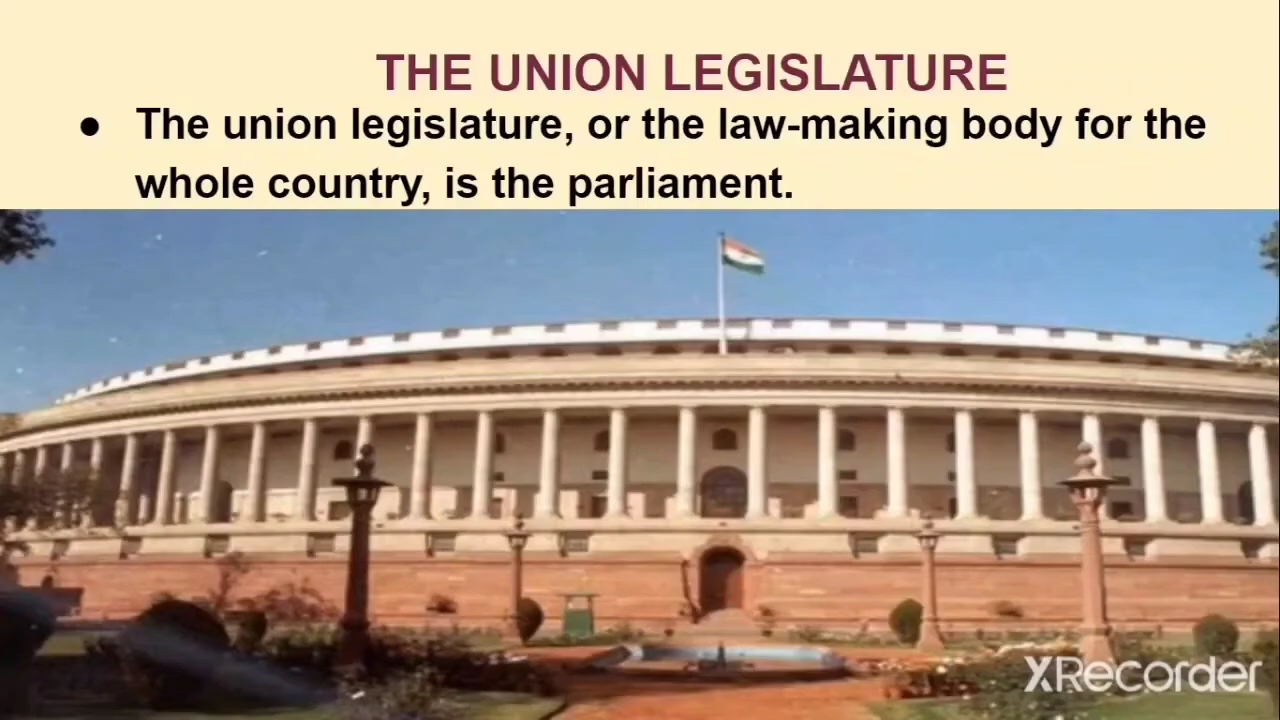 THE UNION LEGISLATURE
● The union legislature, or the law-making body for the
whole country, is the parliament.
XRecorder